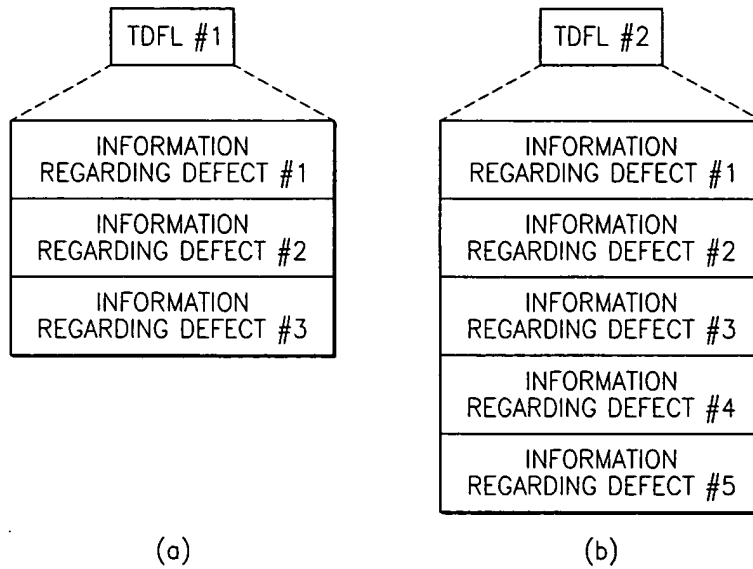 TDFL #1
INFORMATION
REGARDING DEFECT #1
INFORMATION
REGARDING DEFECT #2
INFORMATION
REGARDING DEFECT #3
(a)
TDFL #2
INFORMATION
REGARDING DEFECT #1
INFORMATION
REGARDING DEFECT #2
INFORMATION
REGARDING DEFECT #3
INFORMATION
REGARDING DEFECT #4
INFORMATION
REGARDING DEFECT #5
(b)